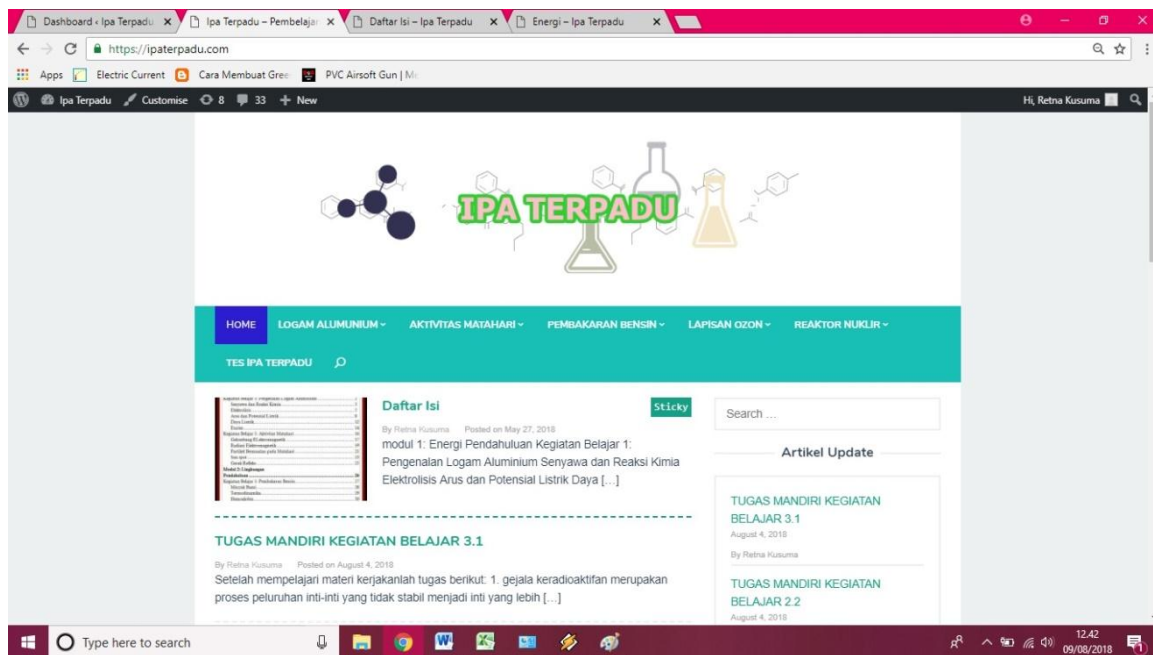 Dashboard ‹ Ipa Terpadu
Ipa Terpadu – Pembelajar
Daftar Isi – Ipa Terpadu
Energi – Ipa Terpadu
https://ipaterpadu.com
Apps
Electric Current
Cara Membuat Gree
PVC Airsoft Gun | Mo
Ipa Terpadu
Customise
8
33
New
Hi, Retna Kusuma
IPA TERPADU
HOME
LOGAM ALUMUNIUM
AKTIVITAS MATAHARI
PEMBAKARAN BENSIN
LAPISAN OZON
REAKTOR NUKLIR
TES IPA TERPADU
Daftar Isi
Sticky
By Retna Kusuma Posted on May 27, 2018
modul 1: Energi Pendahuluan Kegiatan Belajar 1:
Pengenalan Logam Aluminium Senyawa dan Reaksi Kimia
Elektrolisis Arus dan Potensial Listrik Daya […]
TUGAS MANDIRI KEGIATAN BELAJAR 3.1
By Retna Kusuma Posted on August 4, 2018
Setelah mempelajari materi kerjakanlah tugas berikut: 1. gejala keradioaktifan merupakan
proses peluruhan inti-inti yang tidak stabil menjadi inti yang lebih […]
Search …
Artikel Update
TUGAS MANDIRI KEGIATAN
BELAJAR 3.1
August 4, 2018
By Retna Kusuma
TUGAS MANDIRI KEGIATAN
BELAJAR 2.2
August 4, 2018
Type here to search
12.42
09/08/2018